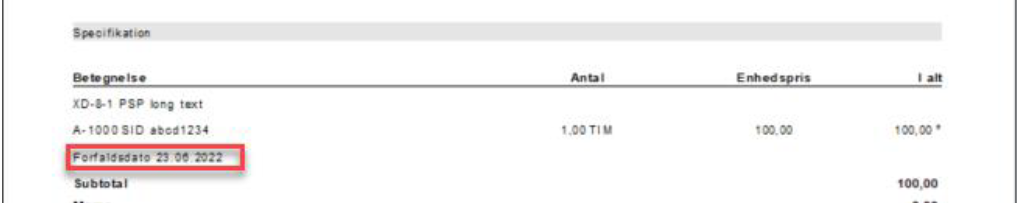 Specifikation
Betegnelse Antal Enhedspris I alt
XD-8-1 PSP long text
A-1000 SID abcd1234 1,00 TIM 100,00 100,00 *
Forfaldsdato 23.06.2022
Subtotal 100,00